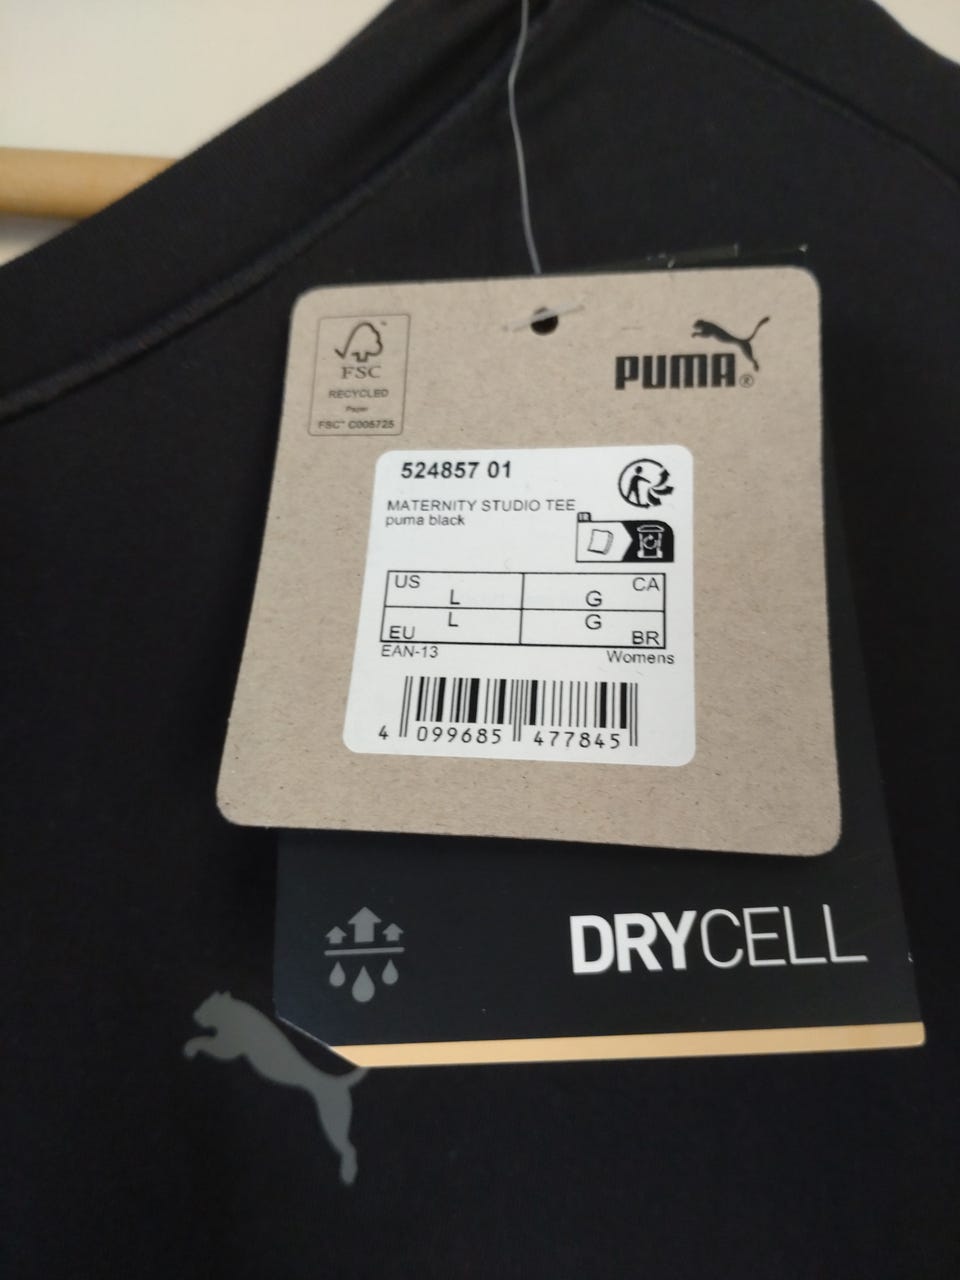 FSC
RECYCLED
Paper
FSC™ C005725
PUMA®
524857 01
MATERNITY STUDIO TEE
puma black
FR
US L G CA
EU L G BR
EAN-13 Womens
4 099685 477845
DRYCELL